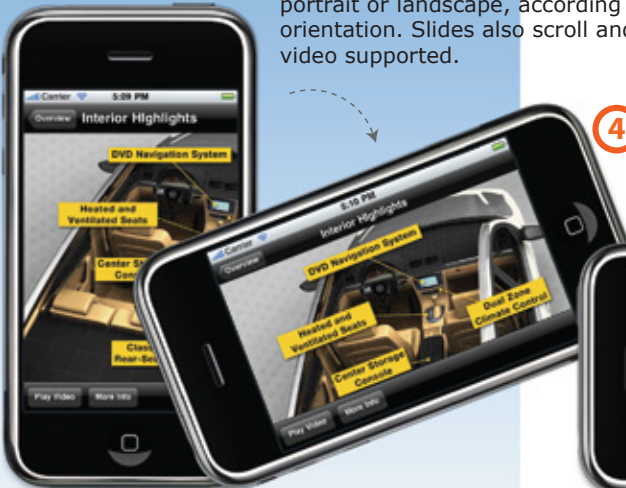 portrait or landscape, according
orientation. Slides also scroll and
video supported.
4
Carrier 5:09 PM
Overview Interior Highlights
DVD Navigation System
Heated and
Ventilated Seats
Center
Rear-
Play Video More Info
Carrier 5:10 PM
Overview Interior Highlights
DVD Navigation System
Heated and
Ventilated Seats
Dual Zone
Climate Control
Center Storage
Console
Play Video More Info